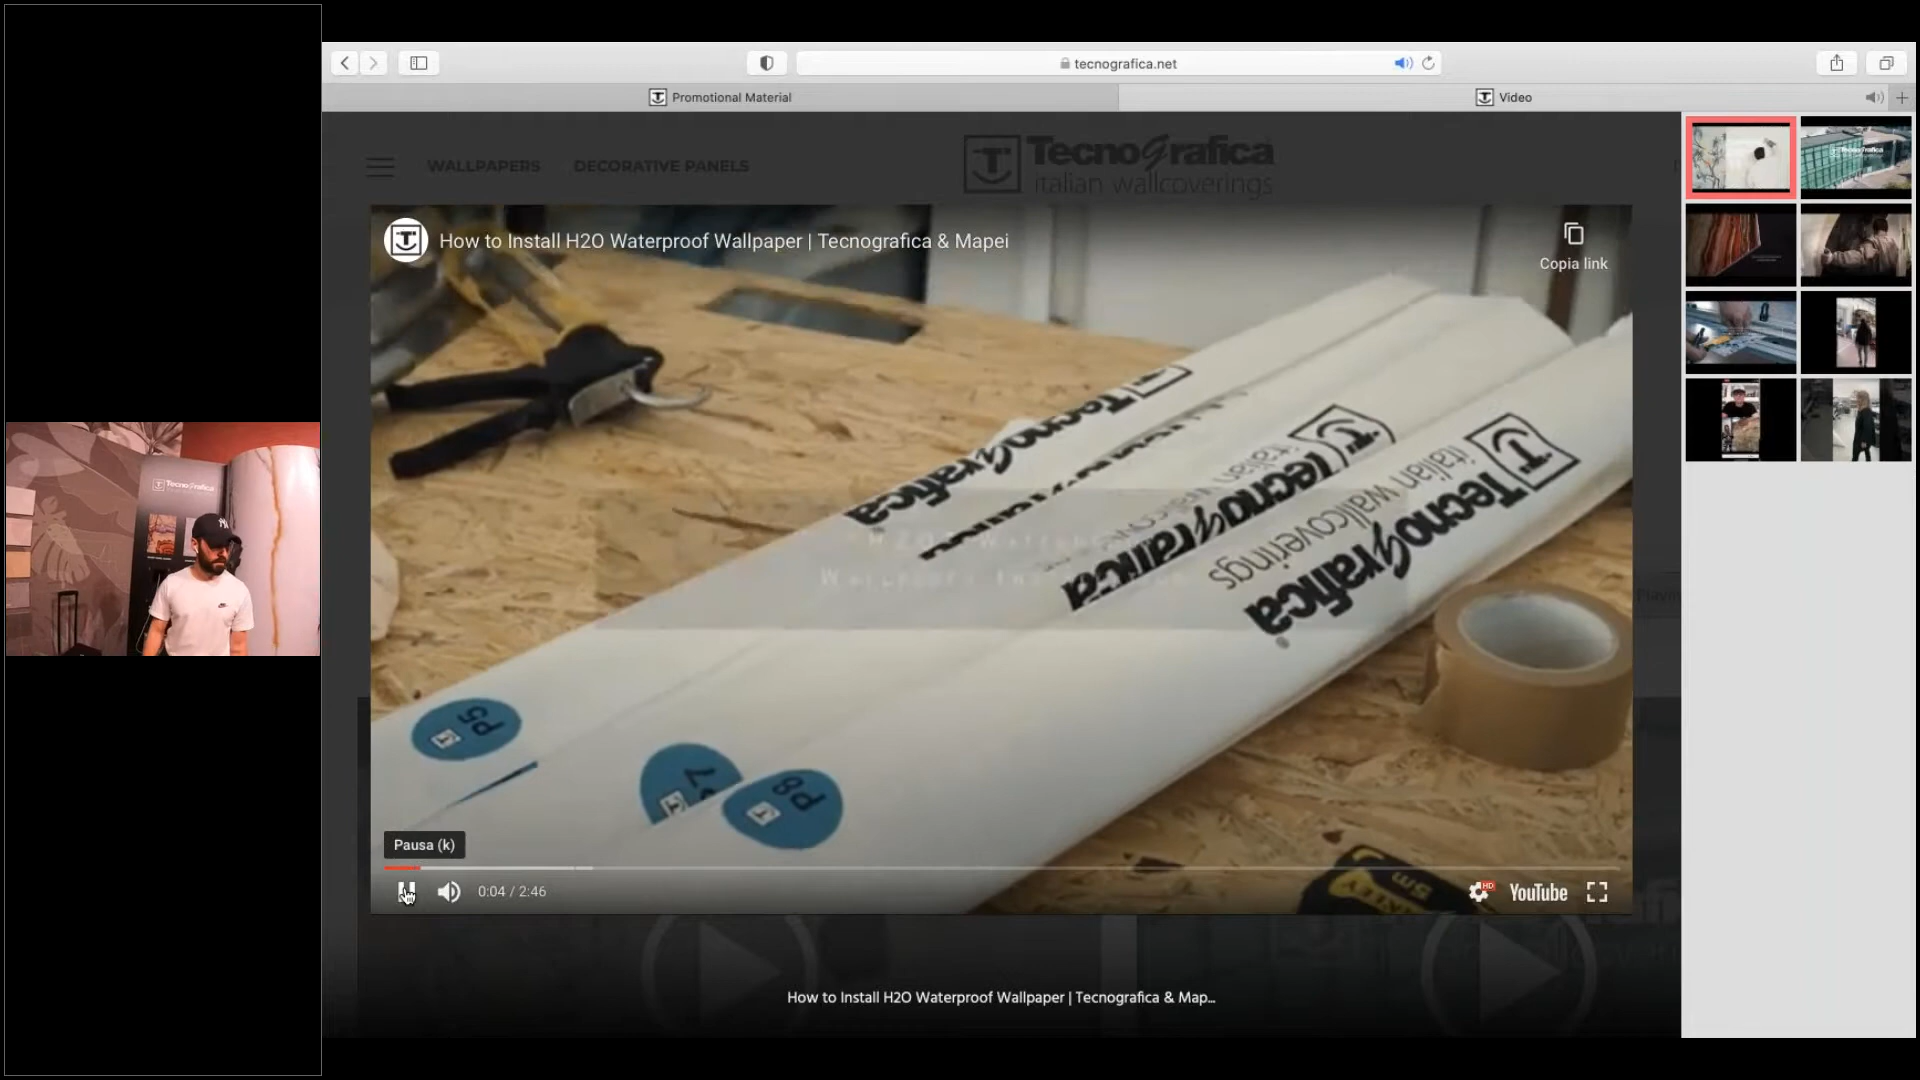 tecnografica.net
Promotional Material
Video
WALLPAPERS
DECORATIVE PANELS
Tecnografica
italian wallcoverings
How to Install H2O Waterproof Wallpaper | Tecnografica & Mapei
Copia link
Tecnografica
Tecnografica
italian wallcoverings
Tecnografica
P5
P8
Pausa (k)
0:04 / 2:46
HD
YouTube
How to Install H2O Waterproof Wallpaper | Tecnografica & Map...
Tecnografica